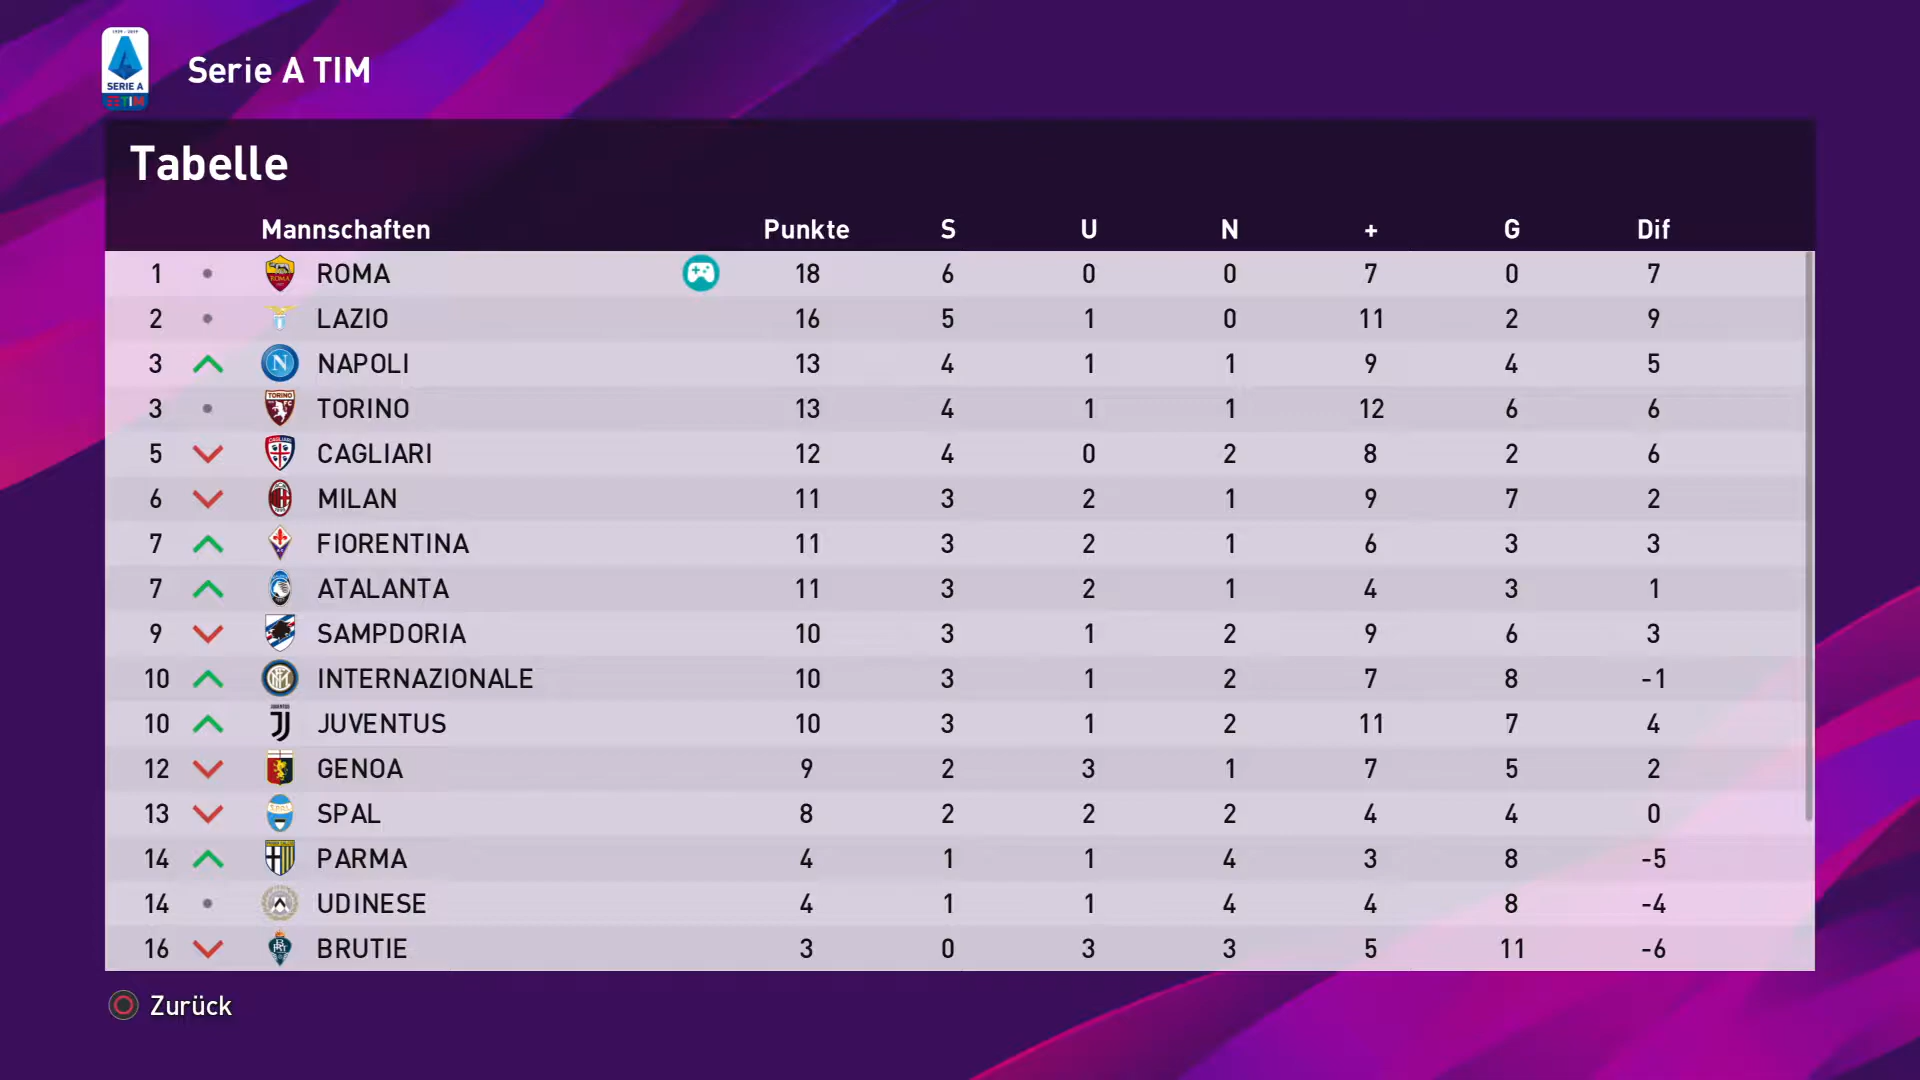 SERIE A
TIM
Serie A TIM
Tabelle
Mannschaften Punkte S U N + G Dif
1 ROMA 18 6 0 0 7 0 7
2 LAZIO 16 5 1 0 11 2 9
3 NAPOLI 13 4 1 1 9 4 5
3 TORINO 13 4 1 1 12 6 6
5 CAGLIARI 12 4 0 2 8 2 6
6 MILAN 11 3 2 1 9 7 2
7 FIORENTINA 11 3 2 1 6 3 3
7 ATALANTA 11 3 2 1 4 3 1
9 SAMPDORIA 10 3 1 2 9 6 3
10 INTERNAZIONALE 10 3 1 2 7 8 -1
10 JUVENTUS 10 3 1 2 11 7 4
12 GENOA 9 2 3 1 7 5 2
13 SPAL 8 2 2 2 4 4 0
14 PARMA 4 1 1 4 3 8 -5
14 UDINESE 4 1 1 4 4 8 -4
16 BRUTIE 3 0 3 3 5 11 -6
Zurück